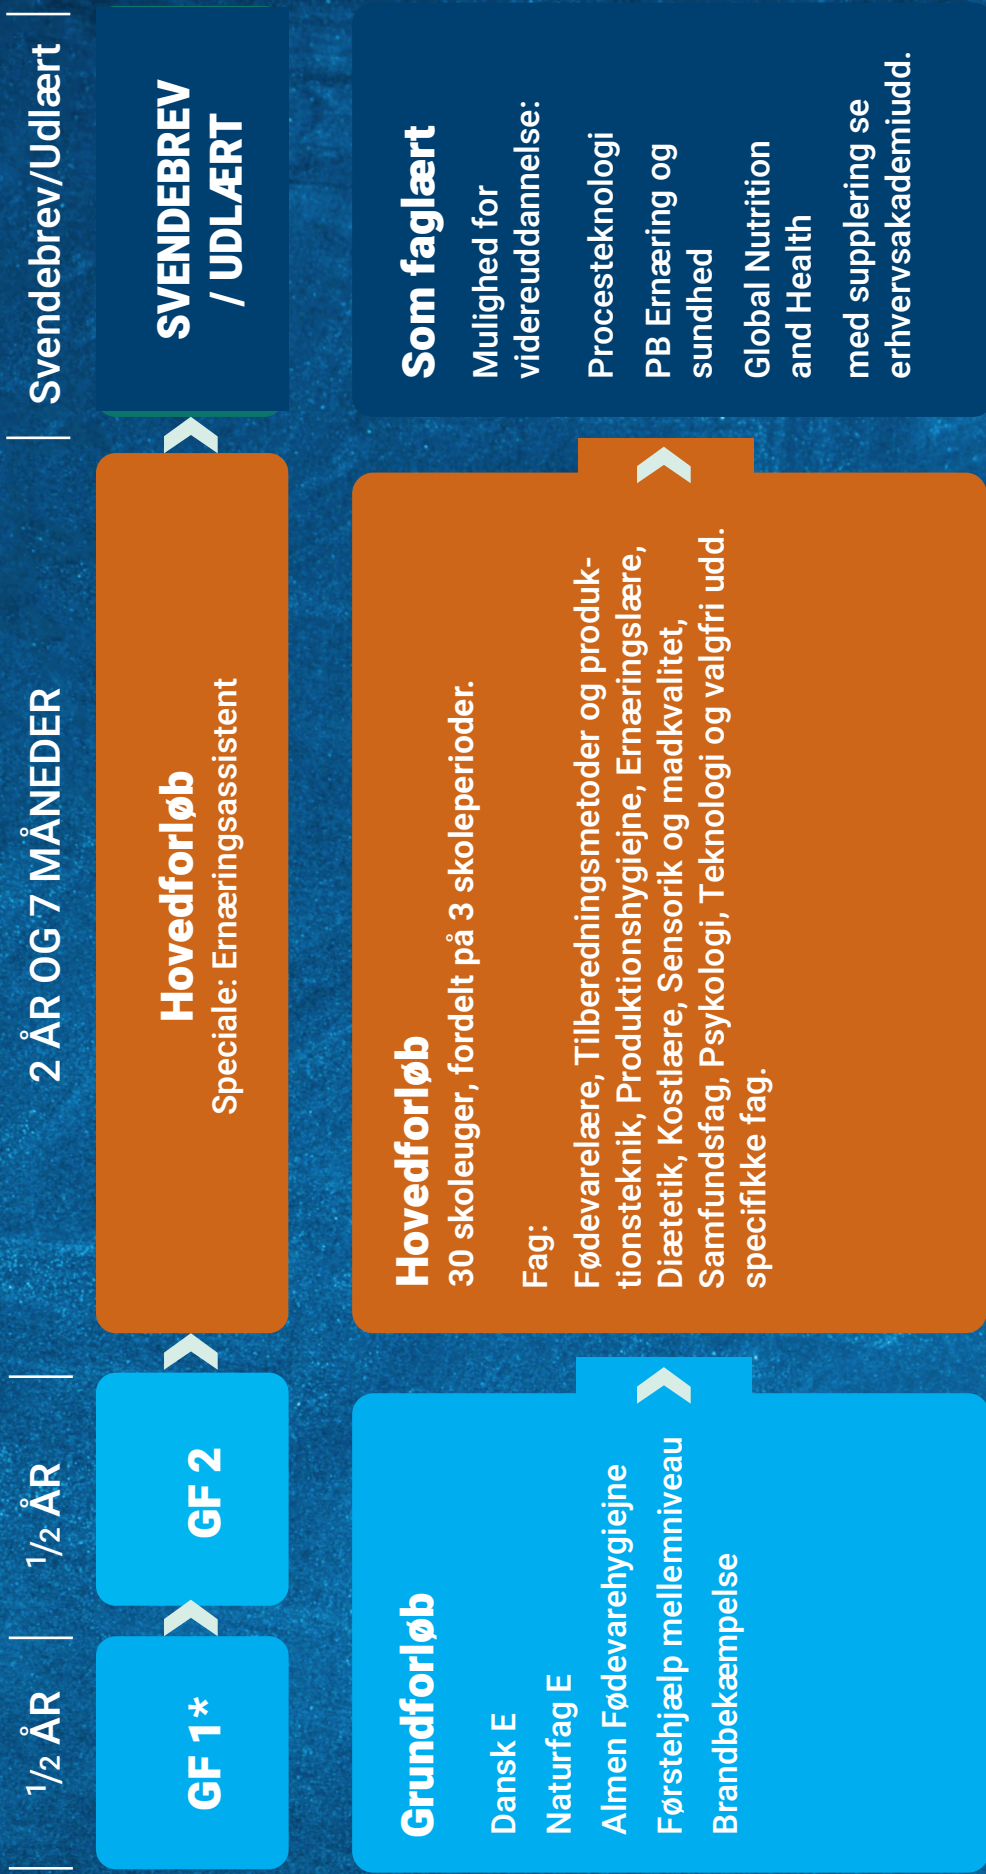 ½ ÅR
½ ÅR
2 ÅR OG 7 MÅNEDER
Svendebrev/Udlært
GF 1*
GF 2
Hovedforløb
Speciale: Ernæringsassistent
SVENDEBREV
/ UDLÆRT
Grundforløb
Dansk E
Naturfag E
Almen Fødevarehygiejne
Førstehjælp mellemniveau
Brandbekæmpelse
Hovedforløb
30 skoleuger, fordelt på 3 skoleperioder.
Fag:
Fødevarelære, Tilberedningsmetoder og produk-
tionsteknik, Produktionshygiejne, Ernæringslære,
Diætetik, Kostlære, Sensorik og madkvalitet,
Samfundsfag, Psykologi, Teknologi og valgfri udd.
specifikke fag.
Som faglært
Mulighed for
videreuddannelse:
Procesteknologi
PB Ernæring og
sundhed
Global Nutrition
and Health
med supplering se
erhvervsakademiudd.